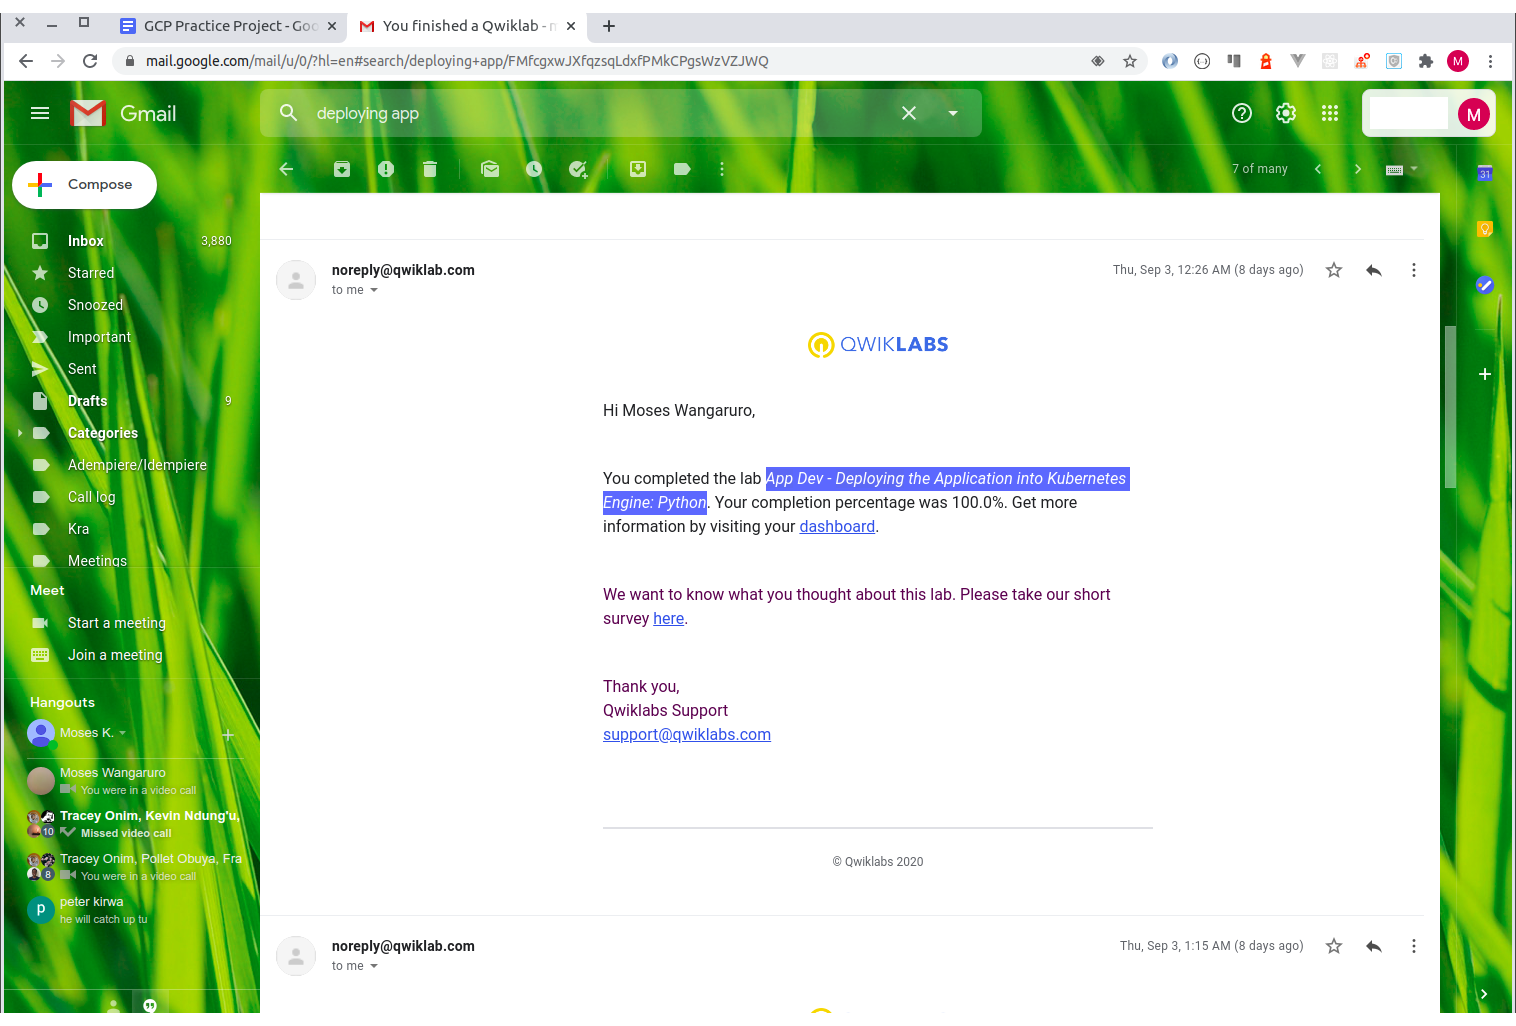 GCP Practice Project - Goo
You finished a Qwiklab - m
mail.google.com/mail/u/0/?hl=en#search/deploying+app/FMfcgxwJXfqzsqLdxfPMkCPgsWzVZJWQ
M
Gmail
deploying app
M
Compose
7 of many
31
Inbox 3,880
Starred
Snoozed
Important
Sent
Drafts 9
Categories
Adempiere/Idempiere
Call log
Kra
Meetings
Meet
Start a meeting
Join a meeting
Hangouts
Moses K.
Moses Wangaruro
You were in a video call
Tracey Onim, Kevin Ndung'u,
10 Missed video call
Tracey Onim, Pollet Obuya, Fra
8 You were in a video call
p peter kirwa
he will catch up tu
noreply@qwiklab.com Thu, Sep 3, 12:26 AM (8 days ago)
to me
QWIKLABS
Hi Moses Wangaruro,
You completed the lab App Dev - Deploying the Application into Kubernetes
Engine: Python. Your completion percentage was 100.0%. Get more
information by visiting your dashboard.
We want to know what you thought about this lab. Please take our short
survey here.
Thank you,
Qwiklabs Support
support@qwiklabs.com
© Qwiklabs 2020
noreply@qwiklab.com Thu, Sep 3, 1:15 AM (8 days ago)
to me